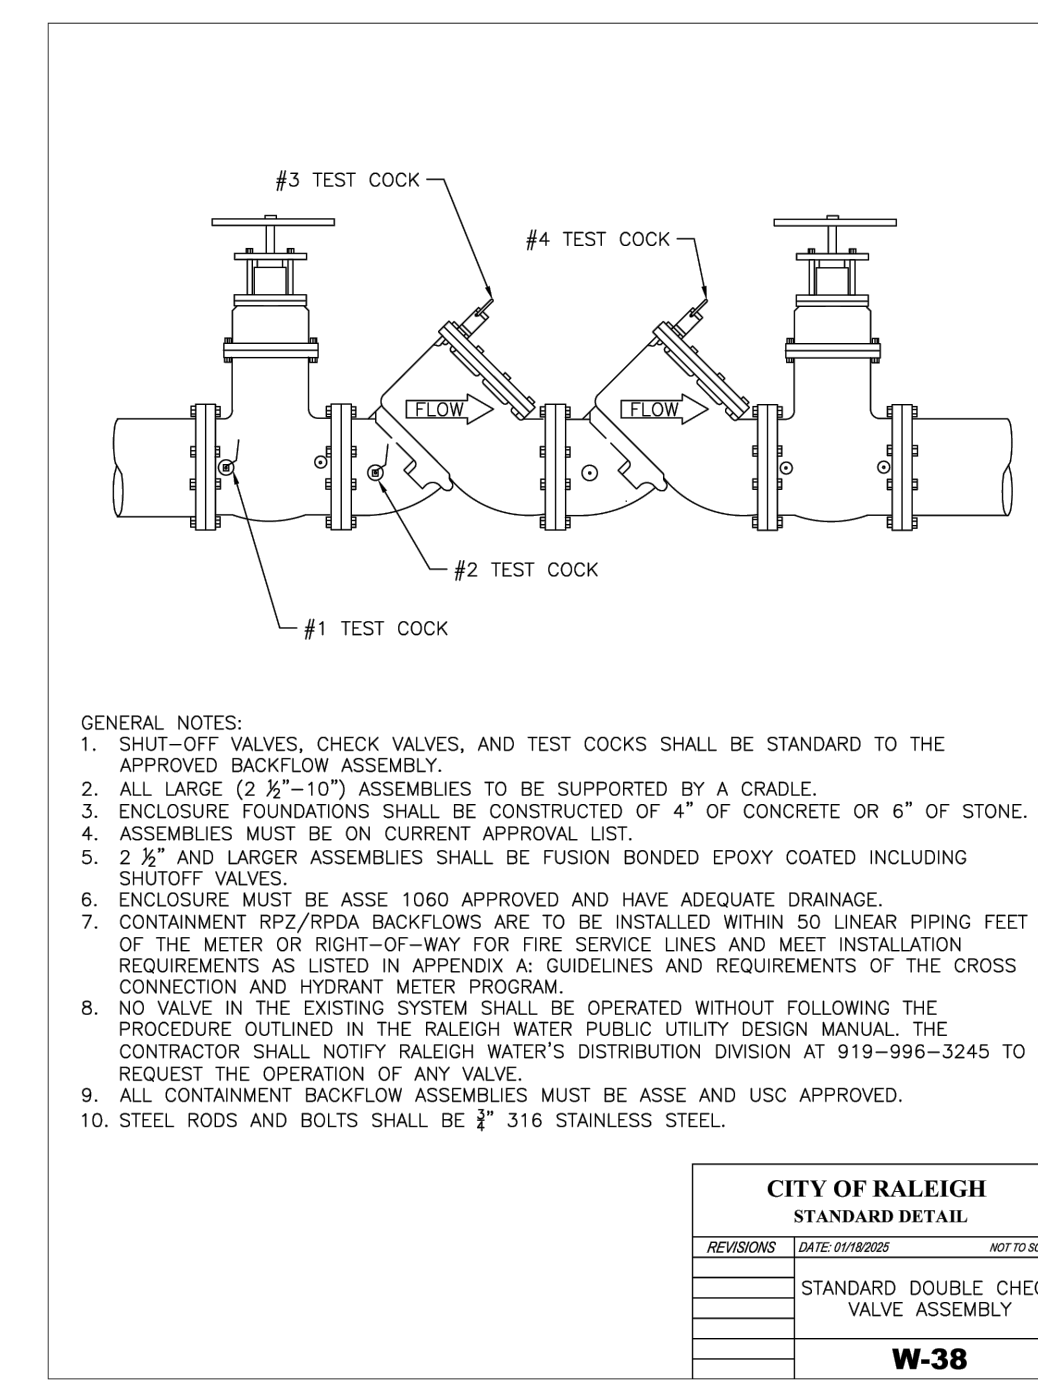 #3 TEST COCK
#4 TEST COCK
FLOW
FLOW
#2 TEST COCK
#1 TEST COCK
GENERAL NOTES:
1. SHUT-OFF VALVES, CHECK VALVES, AND TEST COCKS SHALL BE STANDARD TO THE
APPROVED BACKFLOW ASSEMBLY.
2. ALL LARGE (2 ½"-10") ASSEMBLIES TO BE SUPPORTED BY A CRADLE.
3. ENCLOSURE FOUNDATIONS SHALL BE CONSTRUCTED OF 4" OF CONCRETE OR 6" OF STONE.
4. ASSEMBLIES MUST BE ON CURRENT APPROVAL LIST.
5. 2 ½" AND LARGER ASSEMBLIES SHALL BE FUSION BONDED EPOXY COATED INCLUDING
SHUTOFF VALVES.
6. ENCLOSURE MUST BE ASSE 1060 APPROVED AND HAVE ADEQUATE DRAINAGE.
7. CONTAINMENT RPZ/RPDA BACKFLOWS ARE TO BE INSTALLED WITHIN 50 LINEAR PIPING FEET
OF THE METER OR RIGHT-OF-WAY FOR FIRE SERVICE LINES AND MEET INSTALLATION
REQUIREMENTS AS LISTED IN APPENDIX A: GUIDELINES AND REQUIREMENTS OF THE CROSS
CONNECTION AND HYDRANT METER PROGRAM.
8. NO VALVE IN THE EXISTING SYSTEM SHALL BE OPERATED WITHOUT FOLLOWING THE
PROCEDURE OUTLINED IN THE RALEIGH WATER PUBLIC UTILITY DESIGN MANUAL. THE
CONTRACTOR SHALL NOTIFY RALEIGH WATER'S DISTRIBUTION DIVISION AT 919-996-3245 TO
REQUEST THE OPERATION OF ANY VALVE.
9. ALL CONTAINMENT BACKFLOW ASSEMBLIES MUST BE ASSE AND USC APPROVED.
10. STEEL RODS AND BOLTS SHALL BE ¾" 316 STAINLESS STEEL.
CITY OF RALEIGH
STANDARD DETAIL
REVISIONS
DATE: 01/18/2025
NOT TO
STANDARD DOUBLE
VALVE ASSEMBLY
W-38